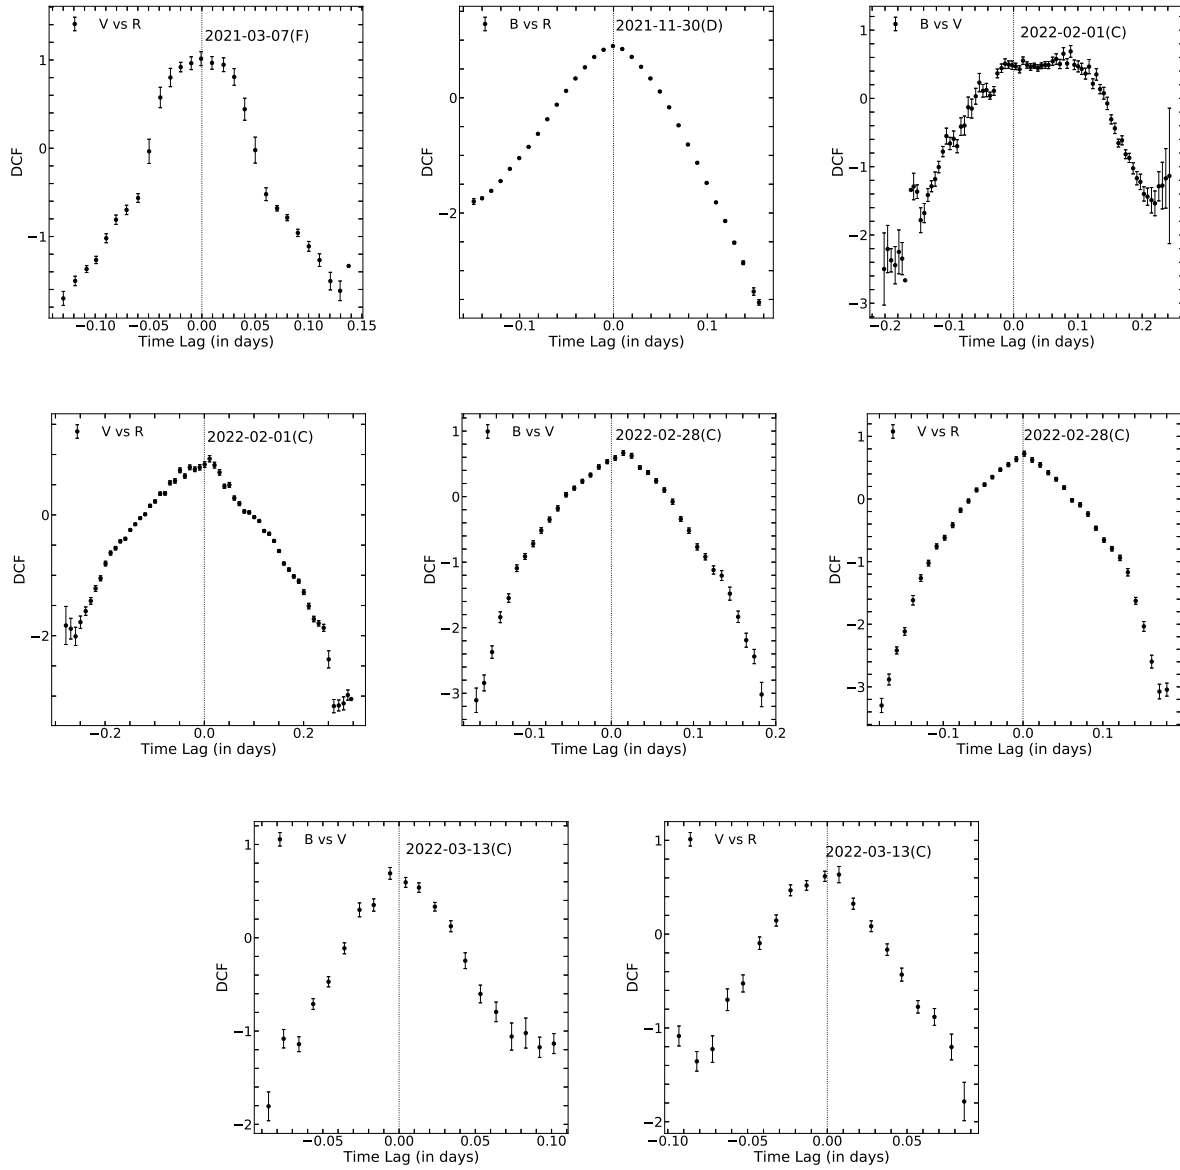 V vs R
2021-03-07(F)
1
0
−1
DCF
−0.10 −0.05 0.00 0.05 0.10 0.15
Time Lag (in days)
B vs R
2021-11-30(D)
0
−2
DCF
−0.1 0.0 0.1
Time Lag (in days)
B vs V
2022-02-01(C)
1
0
−1
−2
−3
DCF
−0.2 −0.1 0.0 0.1 0.2
Time Lag (in days)
V vs R
2022-02-01(C)
0
−2
DCF
−0.2 0.0 0.2
Time Lag (in days)
B vs V
2022-02-28(C)
1
0
−1
−2
−3
DCF
−0.1 0.0 0.1 0.2
Time Lag (in days)
V vs R
2022-02-28(C)
1
0
−1
−2
−3
DCF
−0.1 0.0 0.1
Time Lag (in days)
B vs V
2022-03-13(C)
1
0
−1
−2
DCF
−0.05 0.00 0.05 0.10
Time Lag (in days)
V vs R
2022-03-13(C)
1
0
−1
−2
DCF
−0.10 −0.05 0.00 0.05
Time Lag (in days)